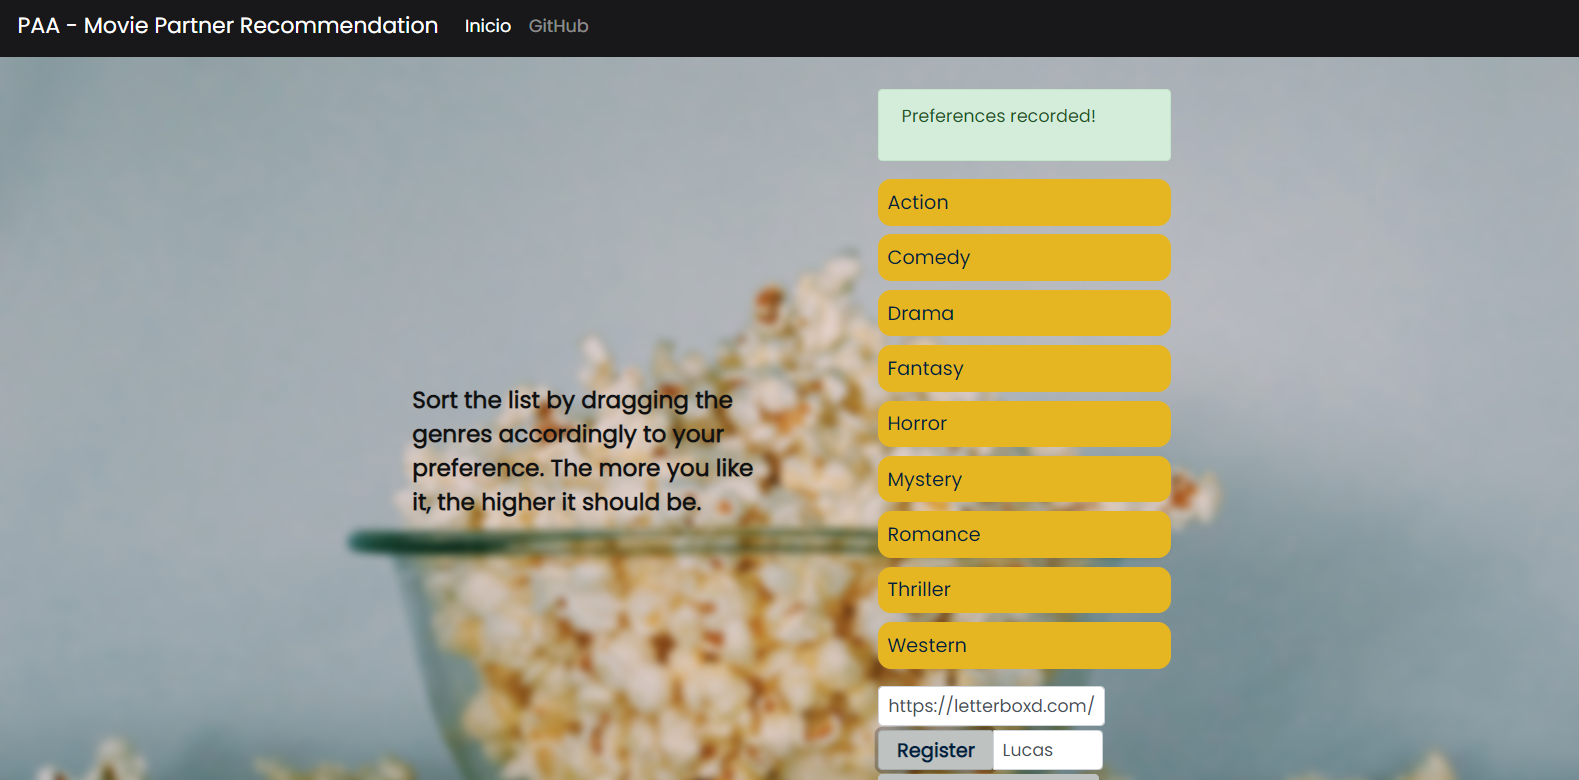 PAA - Movie Partner Recommendation Inicio GitHub
Preferences recorded!
Sort the list by dragging the
genres accordingly to your
preference. The more you like
it, the higher it should be.
Action
Comedy
Drama
Fantasy
Horror
Mystery
Romance
Thriller
Western
https://letterboxd.com/
Register Lucas